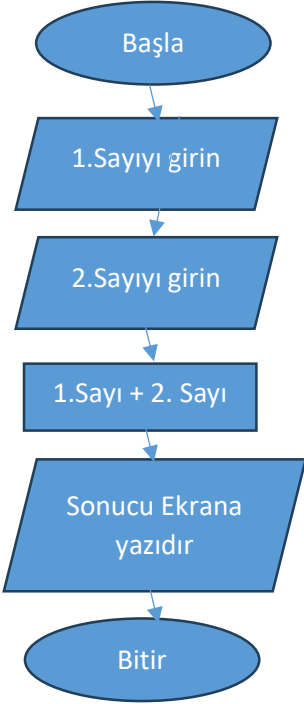 Başla
1.Sayıyı girin
2.Sayıyı girin
1.Sayı + 2. Sayı
Sonucu Ekrana
yazıdır
Bitir